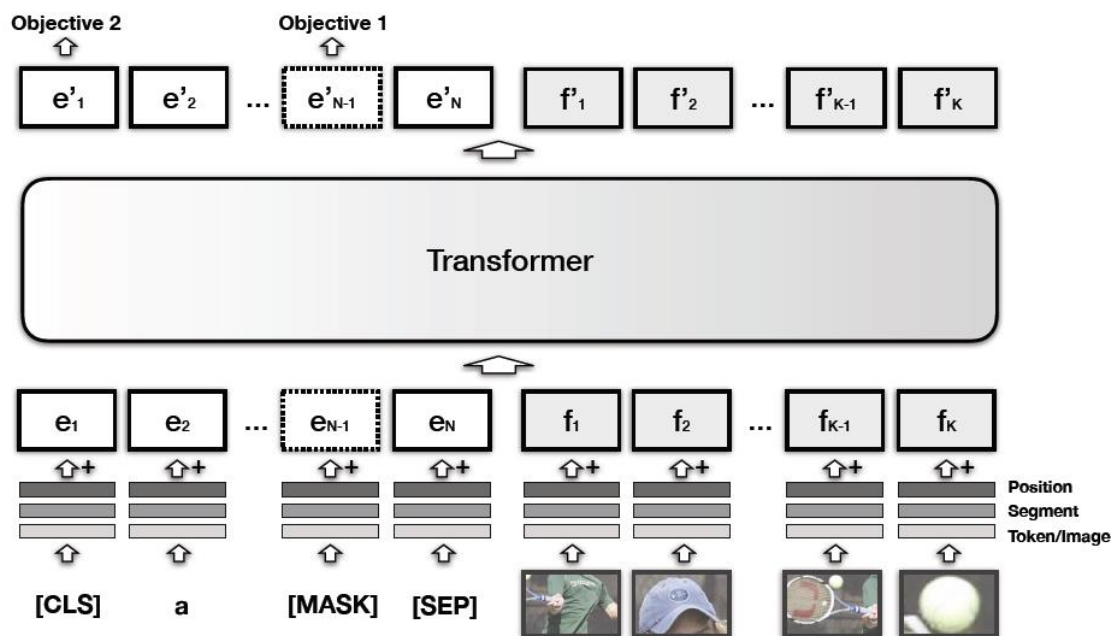 Objective 2 Objective 1
e'1 e'2 ... e'N-1 e'N f'1 f'2 ... f'K-1 f'K
Transformer
e1 e2 ... eN-1 eN f1 f2 ... fK-1 fK
+ + + + + + + +
Position
Segment
Token/Image
[CLS] a [MASK] [SEP]